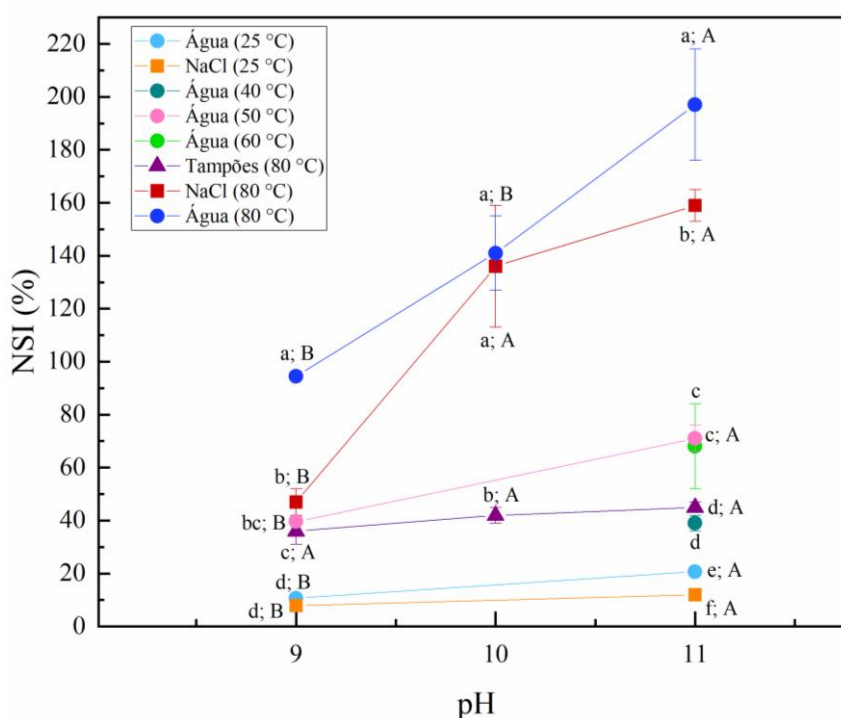 220
200
180
160
140
120
100
80
60
40
20
0
NSI (%)
Água (25 °C)
NaCl (25 °C)
Água (40 °C)
Água (50 °C)
Água (60 °C)
Tampões (80 °C)
NaCl (80 °C)
Água (80 °C)
a; A
a; B
b; A
a; B
a; A
c
c; A
b; B
b; A
bc; B
d; A
c; A
d
d; B
e; A
d; B
f; A
9
10
11
pH